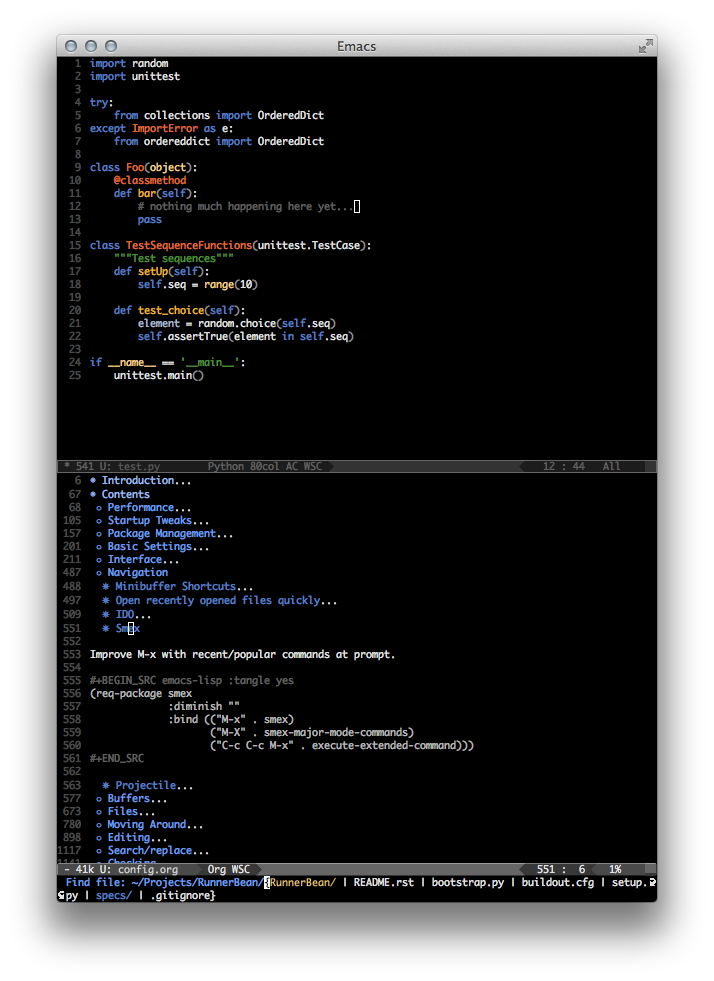 Emacs
1 import random
2 import unittest
3
4 try:
5     from collections import OrderedDict
6 except ImportError as e:
7     from ordereddict import OrderedDict
8
9 class Foo(object):
10     @classmethod
11     def bar(self):
12         # nothing much happening here yet...
13         pass
14
15 class TestSequenceFunctions(unittest.TestCase):
16     """Test sequences"""
17     def setUp(self):
18         self.seq = range(10)
19
20     def test_choice(self):
21         element = random.choice(self.seq)
22         self.assertTrue(element in self.seq)
23
24 if __name__ == '__main__':
25     unittest.main()
* 541 U: test.py Python 80col AC WSC 12 : 44 All
6 * Introduction...
67 * Contents
68 o Performance...
105 o Startup Tweaks...
157 o Package Management...
201 o Basic Settings...
211 o Interface...
487 o Navigation
488 * Minibuffer Shortcuts...
497 * Open recently opened files quickly...
509 * IDO...
551 * Smex
552
553 Improve M-x with recent/popular commands at prompt.
554
555 #+BEGIN_SRC emacs-lisp :tangle yes
556 (req-package smex
557              :diminish ""
558              :bind (("M-x" . smex)
559                     ("M-X" . smex-major-mode-commands)
560                     ("C-c C-c M-x" . execute-extended-command)))
561 #+END_SRC
562
563 * Projectile...
577 o Buffers...
673 o Files...
780 o Moving Around...
898 o Editing...
1117 o Search/replace...
1141 o Checking
- 41k U: config.org Org WSC 551 : 6 1%
Find file: ~/Projects/RunnerBean/{RunnerBean/ | README.rst | bootstrap.py | buildout.cfg | setup.
py | specs/ | .gitignore}